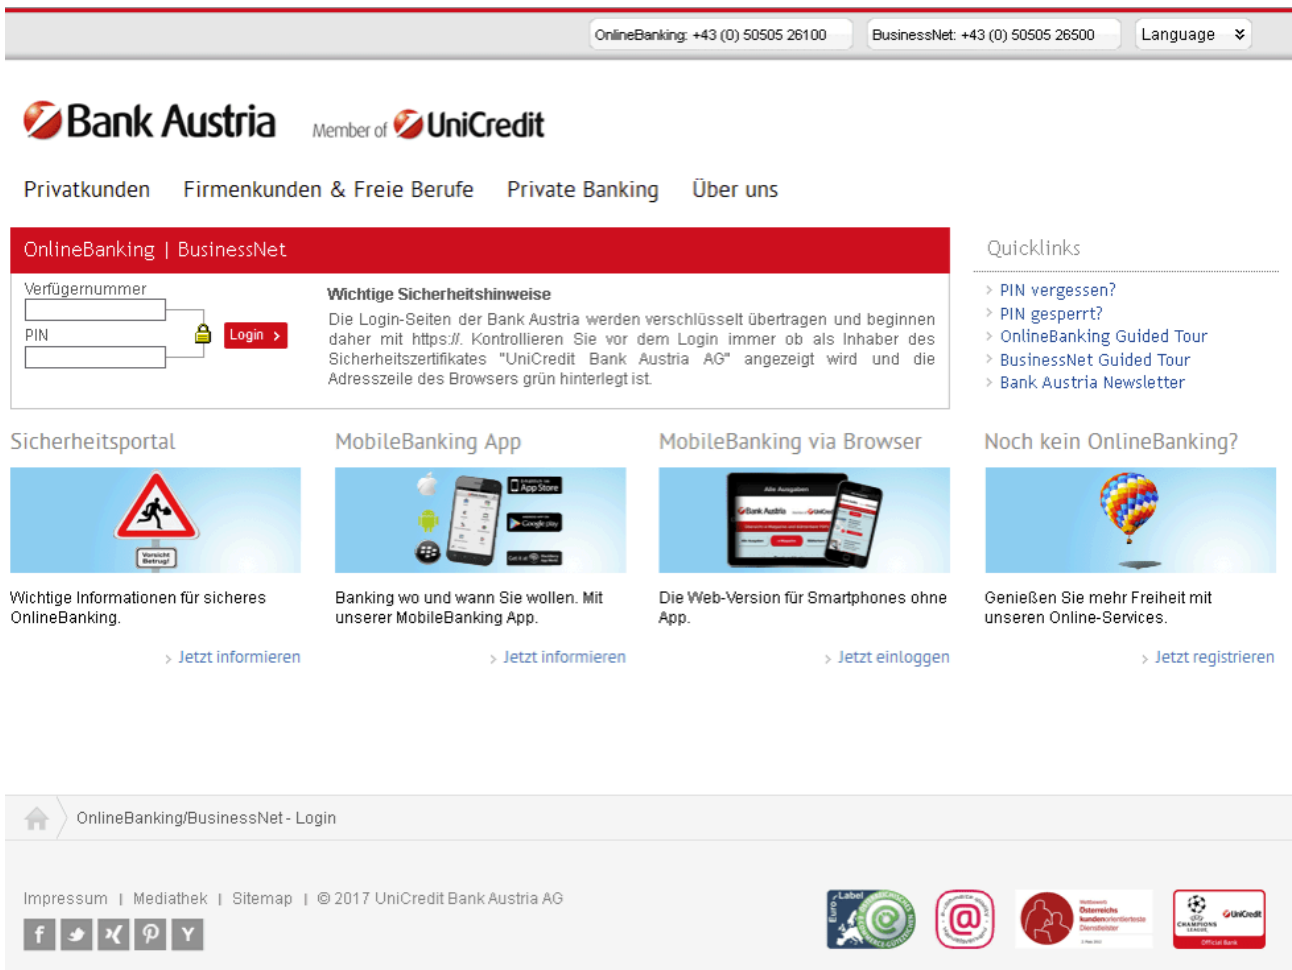 OnlineBanking: +43 (0) 50505 26100
BusinessNet: +43 (0) 50505 26500
Language
Bank Austria
Member of UniCredit
Privatkunden
Firmenkunden & Freie Berufe
Private Banking
Über uns
OnlineBanking | BusinessNet
Verfügernummer
PIN
Login
Wichtige Sicherheitshinweise
Die Login-Seiten der Bank Austria werden verschlüsselt übertragen und beginnen
daher mit https://. Kontrollieren Sie vor dem Login immer ob als Inhaber des
Sicherheitszertifikates "UniCredit Bank Austria AG" angezeigt wird und die
Adresszeile des Browsers grün hinterlegt ist.
Quicklinks
PIN vergessen?
PIN gesperrt?
OnlineBanking Guided Tour
BusinessNet Guided Tour
Bank Austria Newsletter
Sicherheitsportal
Vorsicht
Betrug!
Wichtige Informationen für sicheres
OnlineBanking.
> Jetzt informieren
MobileBanking App
App Store
Google play
Banking wo und wann Sie wollen. Mit
unserer MobileBanking App.
> Jetzt informieren
MobileBanking via Browser
Alle Ausgaben
Bank Austria
Die Web-Version für Smartphones ohne
App.
> Jetzt einloggen
Noch kein OnlineBanking?
Genießen Sie mehr Freiheit mit
unseren Online-Services.
> Jetzt registrieren
OnlineBanking/BusinessNet - Login
Impressum | Mediathek | Sitemap | © 2017 UniCredit Bank Austria AG
Euro-Label
Wettbewerb
Österreichs
kundenorientierteste
Dienstleister
CHAMPIONS
LEAGUE
UniCredit
Official Bank